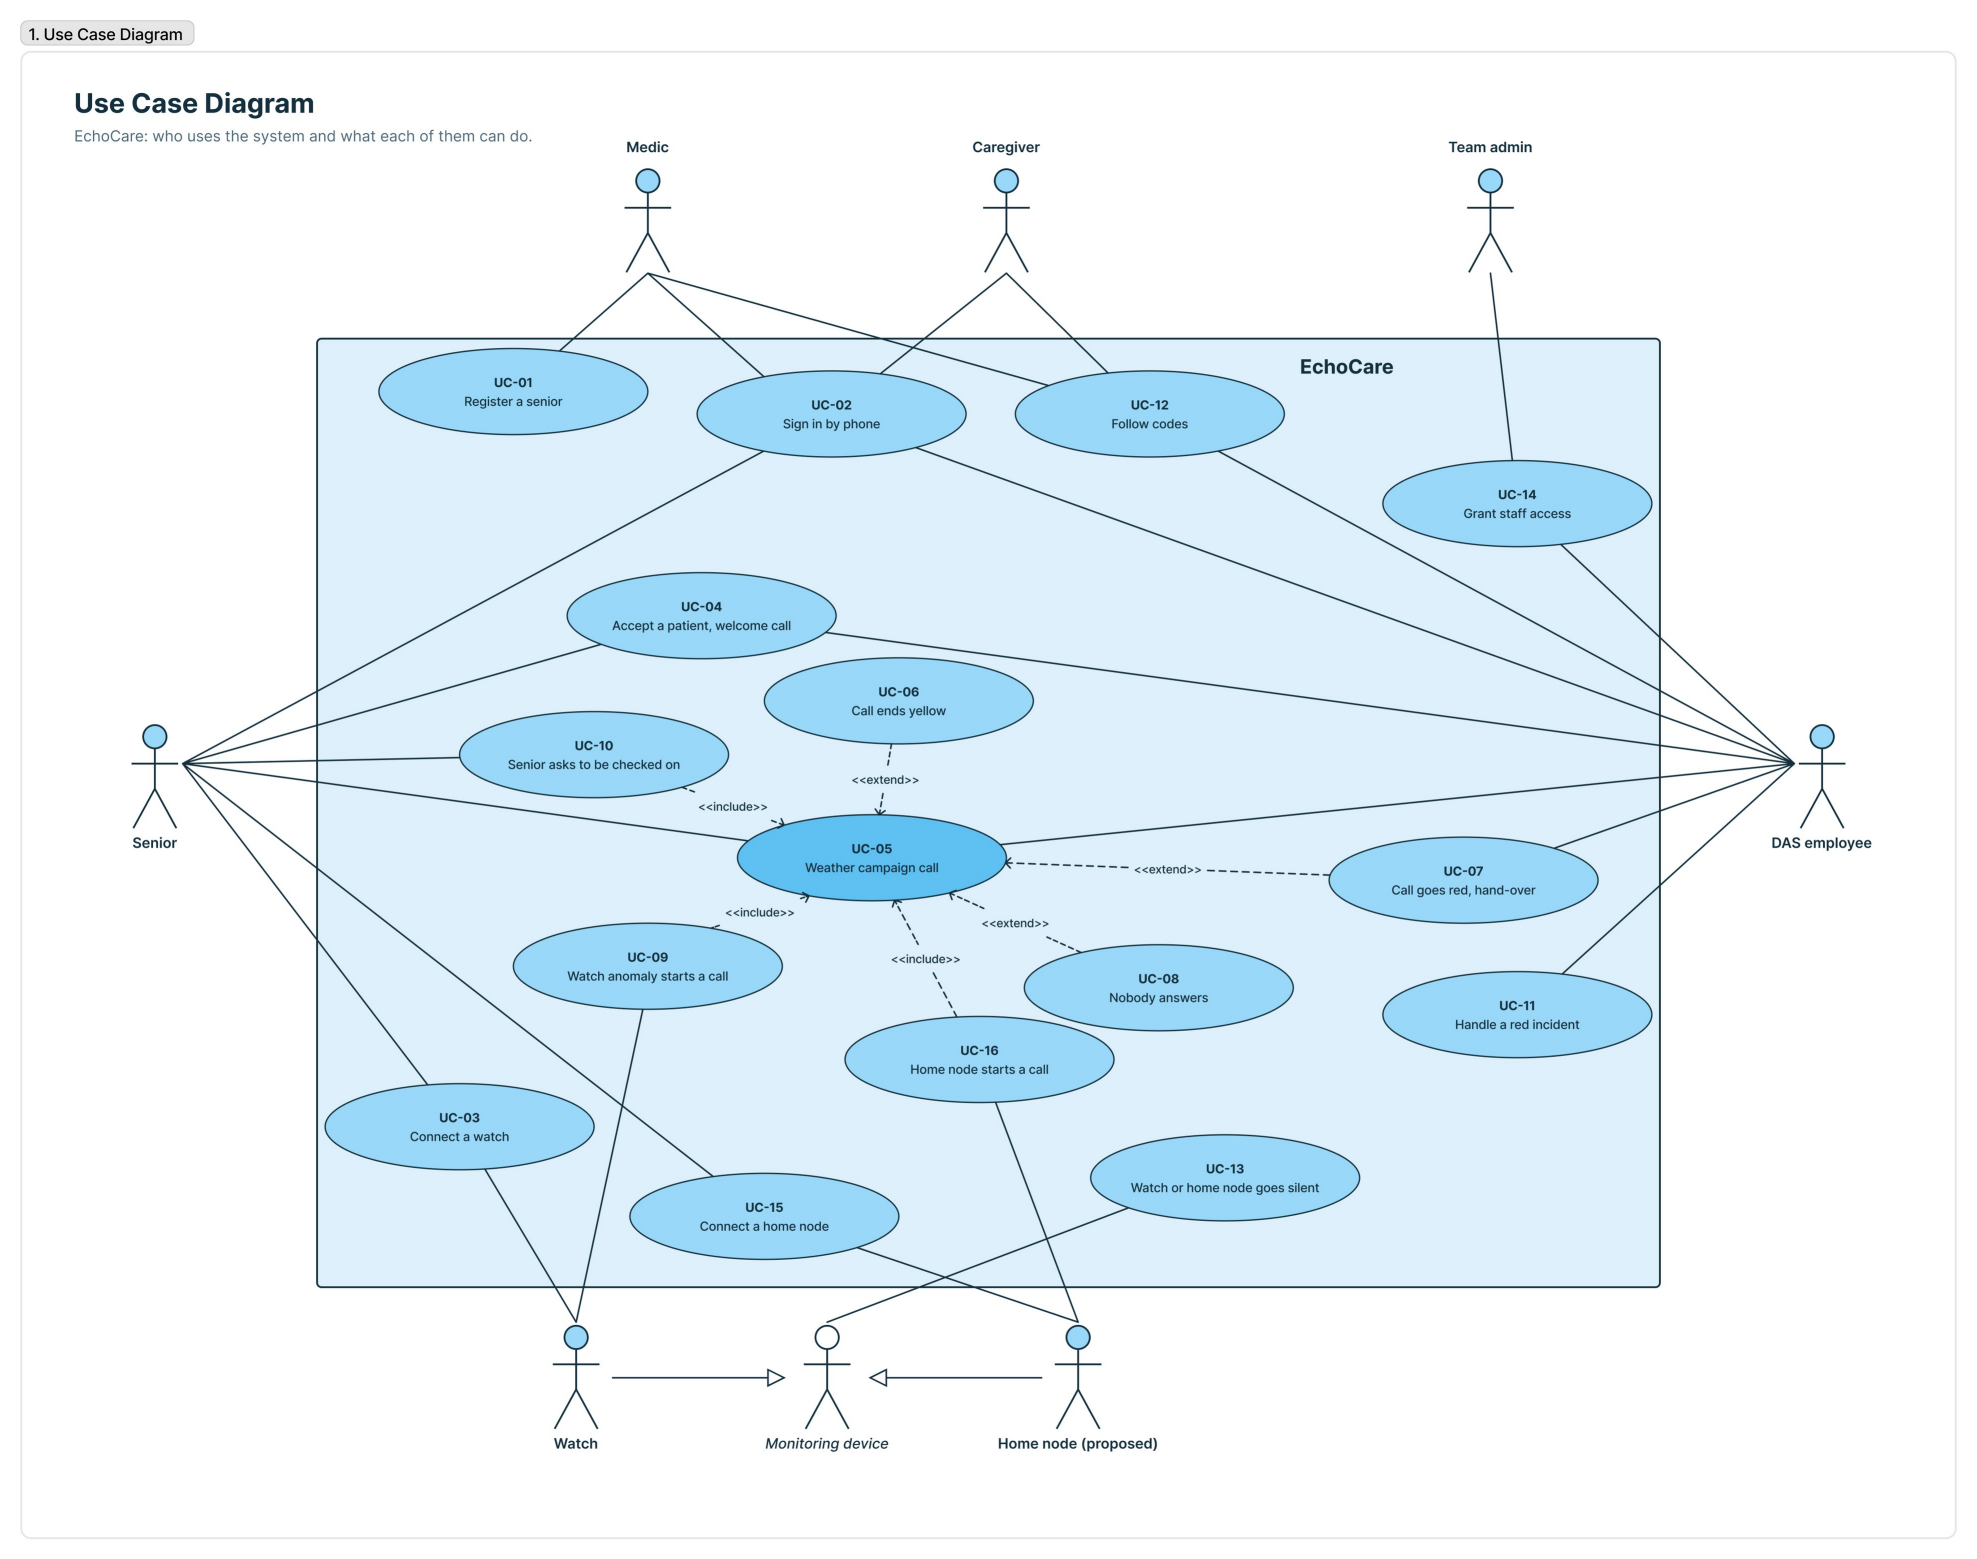 1. Use Case Diagram
Use Case Diagram
EchoCare: who uses the system and what each of them can do.
Medic
Caregiver
Team admin
EchoCare
UC-01
Register a senior
UC-02
Sign in by phone
UC-12
Follow codes
UC-14
Grant staff access
UC-04
Accept a patient, welcome call
UC-06
Call ends yellow
UC-10
Senior asks to be checked on
<<extend>>
<<include>>
Senior
DAS employee
UC-05
Weather campaign call
<<extend>>
UC-07
Call goes red, hand-over
<<include>>
<<extend>>
UC-09
Watch anomaly starts a call
<<include>>
UC-08
Nobody answers
UC-11
Handle a red incident
UC-16
Home node starts a call
UC-03
Connect a watch
UC-13
Watch or home node goes silent
UC-15
Connect a home node
Watch
Monitoring device
Home node (proposed)